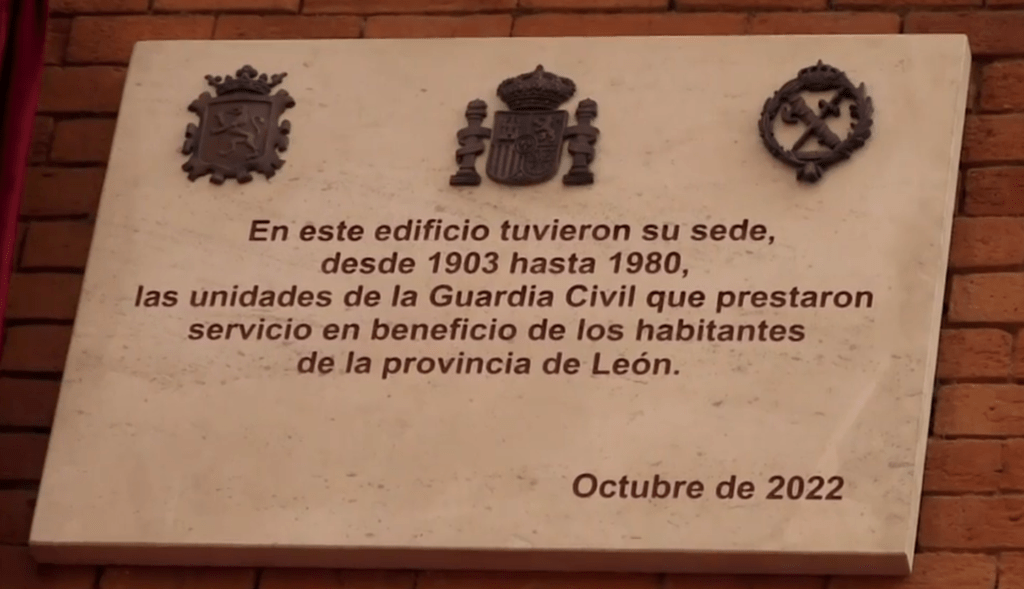 En este edificio tuvieron su sede,
desde 1903 hasta 1980,
las unidades de la Guardia Civil que prestaron
servicio en beneficio de los habitantes
de la provincia de León.
Octubre de 2022